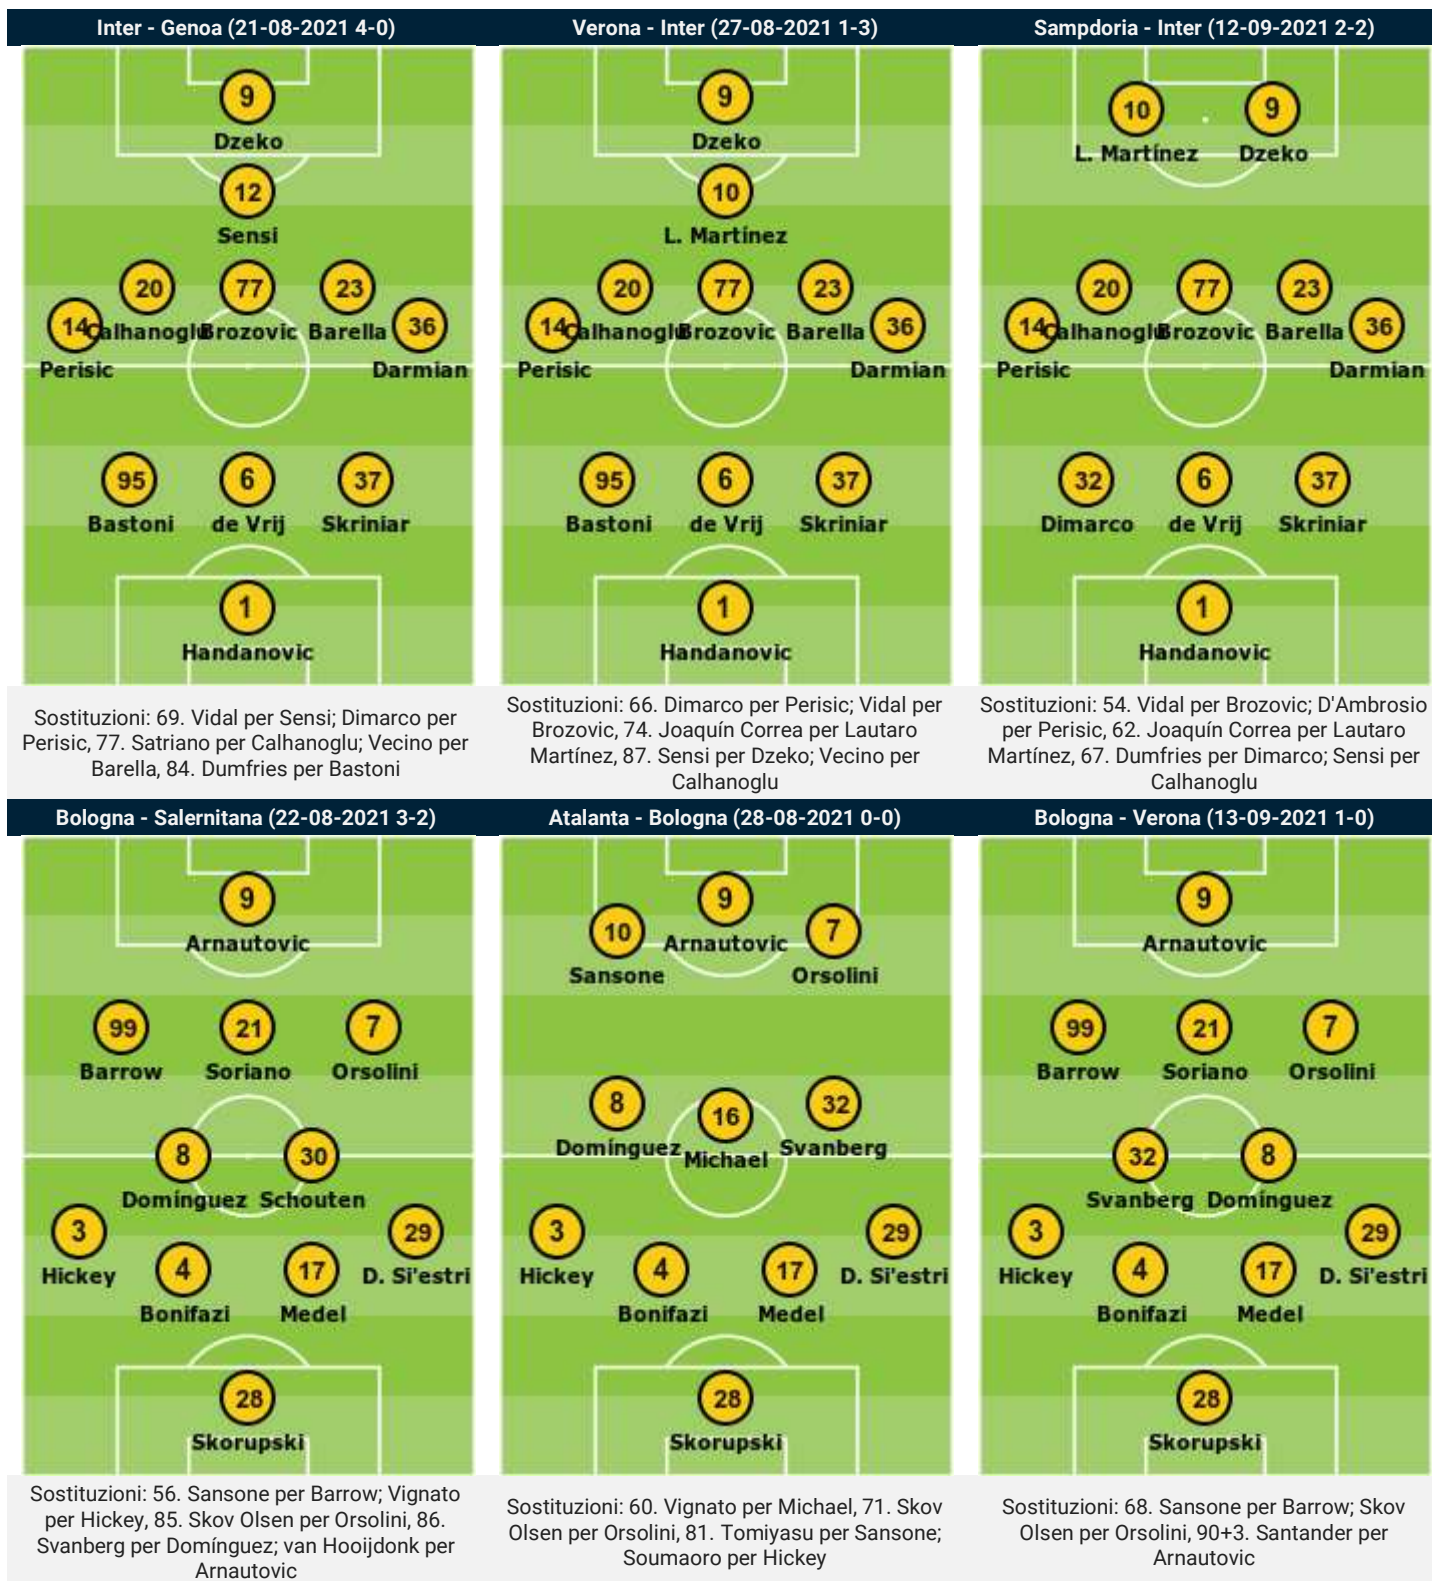 Inter - Genoa (21-08-2021 4-0)
9
Dzeko
12
Sensi
20
77
23
14
Calhanoglu
Brozovic
Barella
36
Perisic
Darmian
95
6
37
Bastoni
de Vrij
Skriniar
1
Handanovic
Sostituzioni: 69. Vidal per Sensi; Dimarco per
Perisic, 77. Satriano per Calhanoglu; Vecino per
Barella, 84. Dumfries per Bastoni
Verona - Inter (27-08-2021 1-3)
9
Dzeko
10
L. Martínez
20
77
23
14
Calhanoglu
Brozovic
Barella
36
Perisic
Darmian
95
6
37
Bastoni
de Vrij
Skriniar
1
Handanovic
Sostituzioni: 66. Dimarco per Perisic; Vidal per
Brozovic, 74. Joaquín Correa per Lautaro
Martínez, 87. Sensi per Dzeko; Vecino per
Calhanoglu
Sampdoria - Inter (12-09-2021 2-2)
10
9
L. Martínez
Dzeko
20
77
23
14
Calhanoglu
Brozovic
Barella
36
Perisic
Darmian
32
6
37
Dimarco
de Vrij
Skriniar
1
Handanovic
Sostituzioni: 54. Vidal per Brozovic; D'Ambrosio
per Perisic, 62. Joaquín Correa per Lautaro
Martínez, 67. Dumfries per Dimarco; Sensi per
Calhanoglu
Bologna - Salernitana (22-08-2021 3-2)
9
Arnautovic
99
21
7
Barrow
Soriano
Orsolini
8
30
Domínguez
Schouten
3
29
Hickey
4
17
D. Si'estri
Bonifazi
Medel
28
Skorupski
Sostituzioni: 56. Sansone per Barrow; Vignato
per Hickey, 85. Skov Olsen per Orsolini, 86.
Svanberg per Domínguez; van Hooijdonk per
Arnautovic
Atalanta - Bologna (28-08-2021 0-0)
10
9
7
Sansone
Arnautovic
Orsolini
8
16
32
Domínguez
Michael
Svanberg
3
29
Hickey
4
17
D. Si'estri
Bonifazi
Medel
28
Skorupski
Sostituzioni: 60. Vignato per Michael, 71. Skov
Olsen per Orsolini, 81. Tomiyasu per Sansone;
Soumaoro per Hickey
Bologna - Verona (13-09-2021 1-0)
9
Arnautovic
99
21
7
Barrow
Soriano
Orsolini
32
8
Svanberg
Domínguez
3
29
Hickey
4
17
D. Si'estri
Bonifazi
Medel
28
Skorupski
Sostituzioni: 68. Sansone per Barrow; Skov
Olsen per Orsolini, 90+3. Santander per
Arnautovic